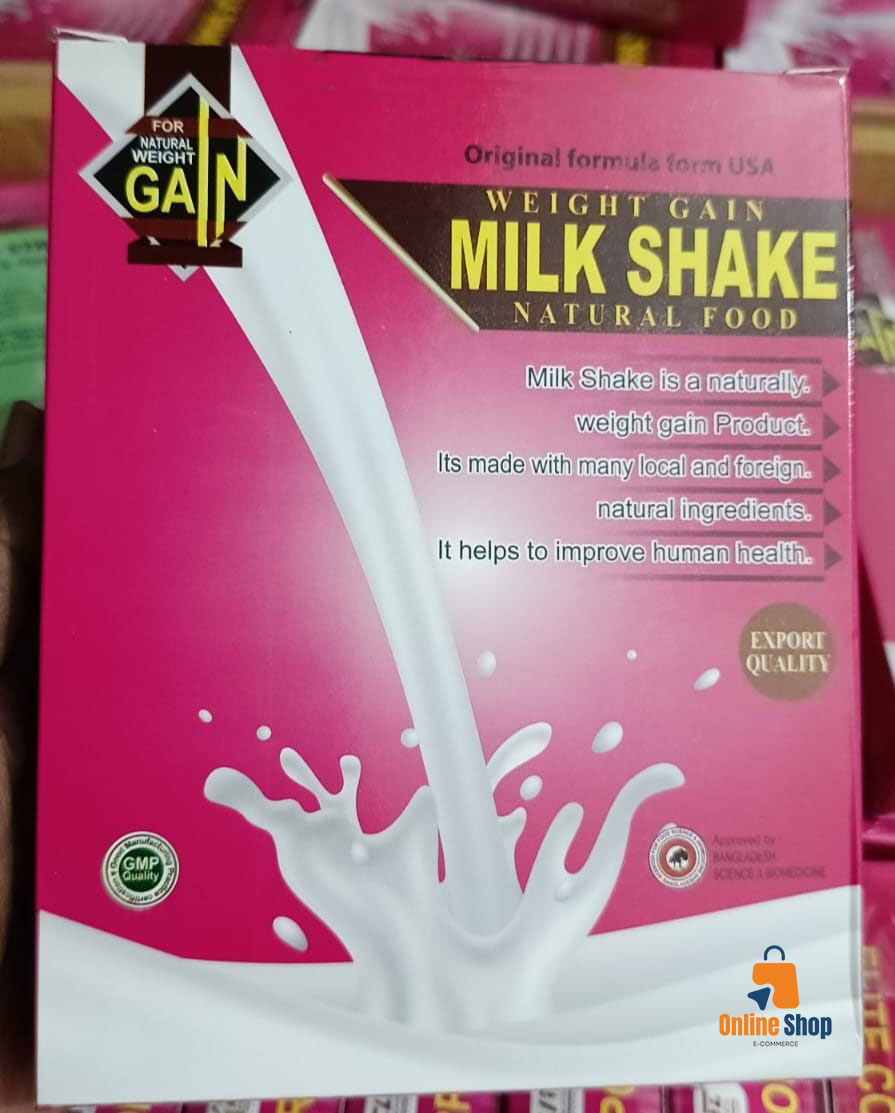 FOR
NATURAL
WEIGHT
GAIN
Original formula form USA
WEIGHT GAIN
MILK SHAKE
NATURAL FOOD
Milk Shake is a naturally.
weight gain Product.
Its made with many local and foreign.
natural ingredients.
It helps to improve human health.
EXPORT
QUALITY
GMP
Quality
Approved by
BANGLADESH
SCIENCE & BIOMEDICINE
Online Shop
E-COMMERCE